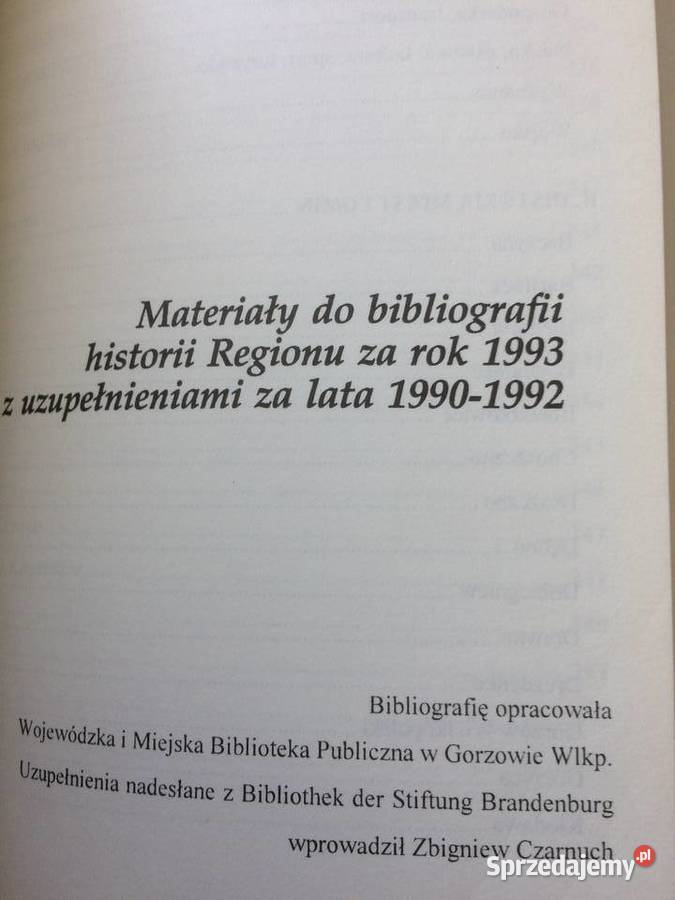 Materiały do bibliografii
historii Regionu za rok 1993
z uzupełnieniami za lata 1990-1992
Bibliografię opracowała
Wojewódzka i Miejska Biblioteka Publiczna w Gorzowie Wlkp.
Uzupełnienia nadesłane z Bibliothek der Stiftung Brandenburg
wprowadził Zbigniew Czarnuch
Sprzedajemy.pl